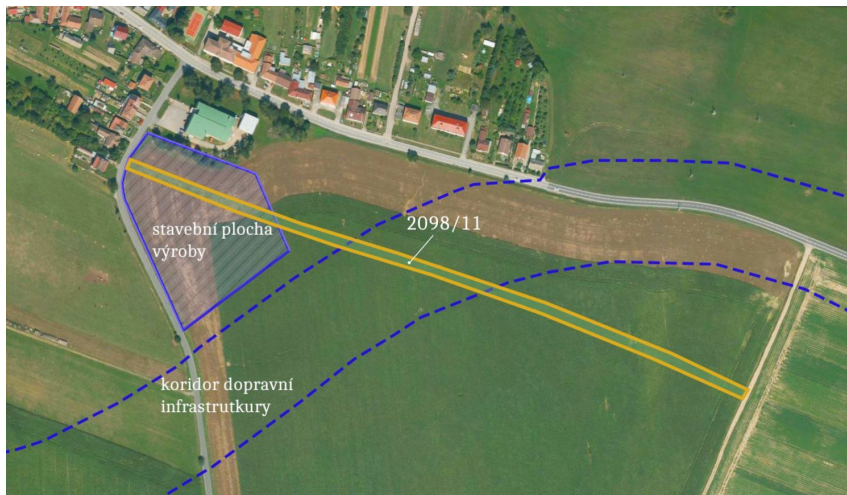 2098/11
stavební plocha
výroby
koridor dopravní
infrastrutkury